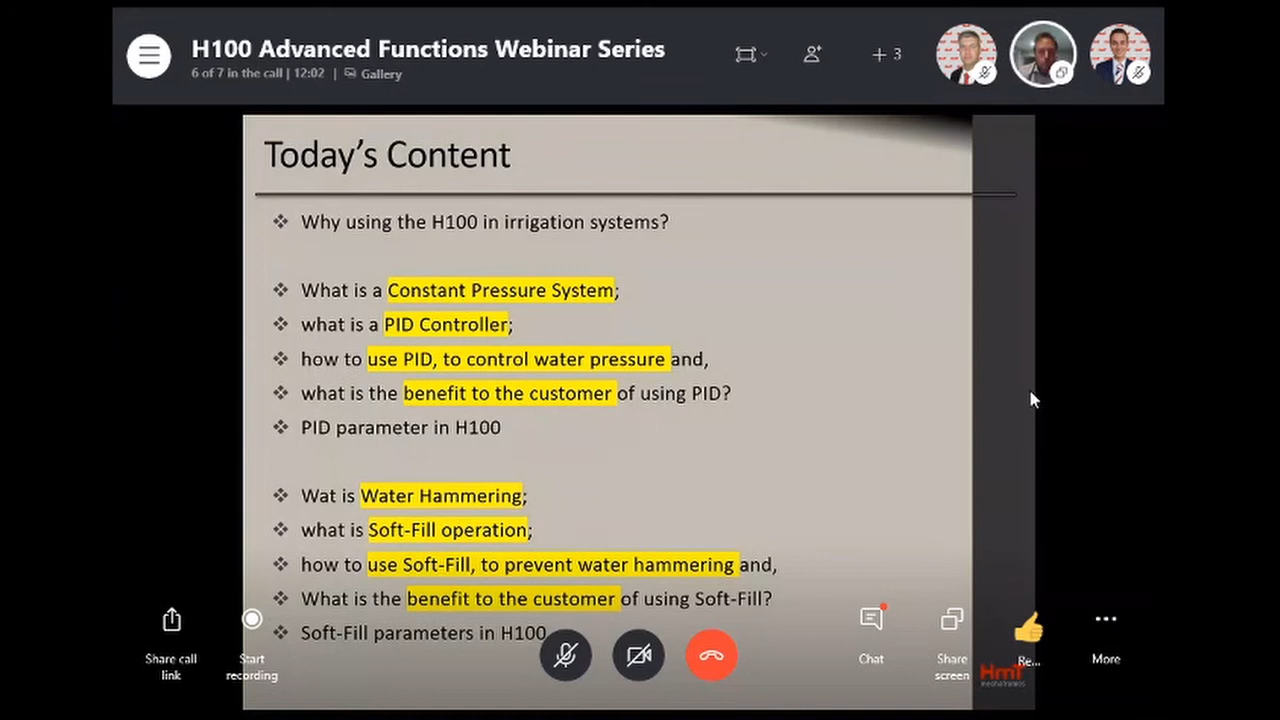 H100 Advanced Functions Webinar Series
6 of 7 in the call | 12:02 | Gallery
+ 3
Today's Content
❖ Why using the H100 in irrigation systems?
❖ What is a Constant Pressure System;
❖ what is a PID Controller;
❖ how to use PID, to control water pressure and,
❖ what is the benefit to the customer of using PID?
❖ PID parameter in H100
❖ Wat is Water Hammering;
❖ what is Soft-Fill operation;
❖ how to use Soft-Fill, to prevent water hammering and,
❖ What is the benefit to the customer of using Soft-Fill?
❖ Soft-Fill parameters in H100
Share call
link
Start
recording
Chat
Share
screen
Re...
More
HmT
mechatronics